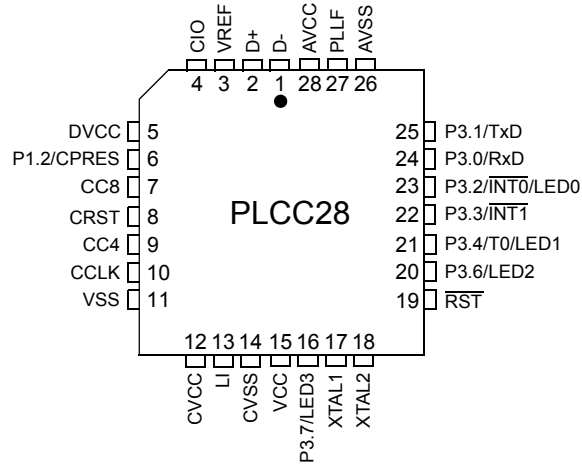 CIO
VREF
D+
D-
AVCC
PLLF
AVSS
4 3 2 1 28 27 26
DVCC 5
P1.2/CPRES 6
CC8 7
CRST 8
CC4 9
CCLK 10
VSS 11
PLCC28
25 P3.1/TxD
24 P3.0/RxD
23 P3.2/INT0/LED0
22 P3.3/INT1
21 P3.4/T0/LED1
20 P3.6/LED2
19 RST
12 13 14 15 16 17 18
CVCC
LI
CVSS
VCC
P3.7/LED3
XTAL1
XTAL2